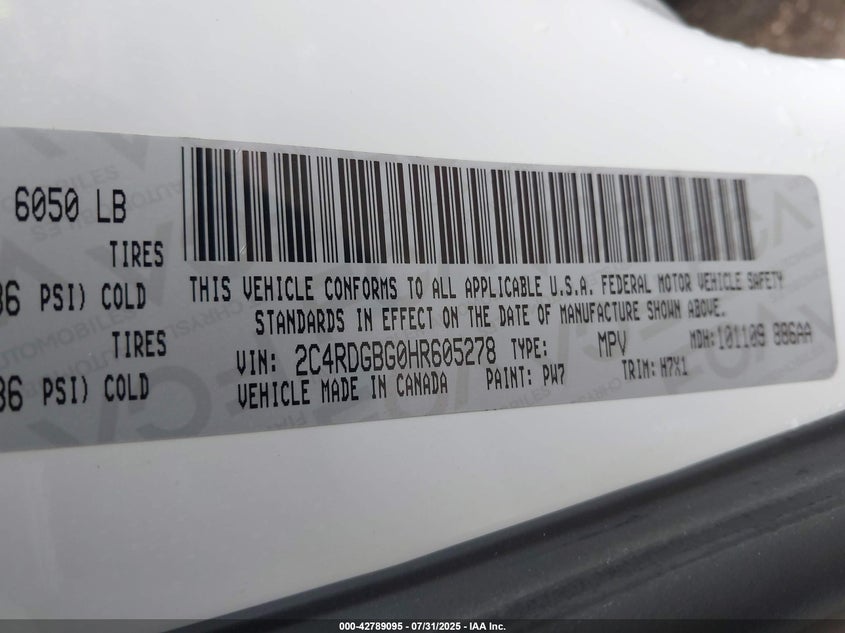 6050 LB
TIRES
36 PSI) COLD
TIRES
36 PSI) COLD
THIS VEHICLE CONFORMS TO ALL APPLICABLE U.S.A. FEDERAL MOTOR VEHICLE SAFETY
STANDARDS IN EFFECT ON THE DATE OF MANUFACTURE SHOWN ABOVE.
VIN: 2C4RDGBG0HR605278 TYPE: MPV MDH: 101109 886AA
VEHICLE MADE IN CANADA PAINT: PW7 TRIM: H7X1
000-42789095 - 07/31/2025 - IAA Inc.